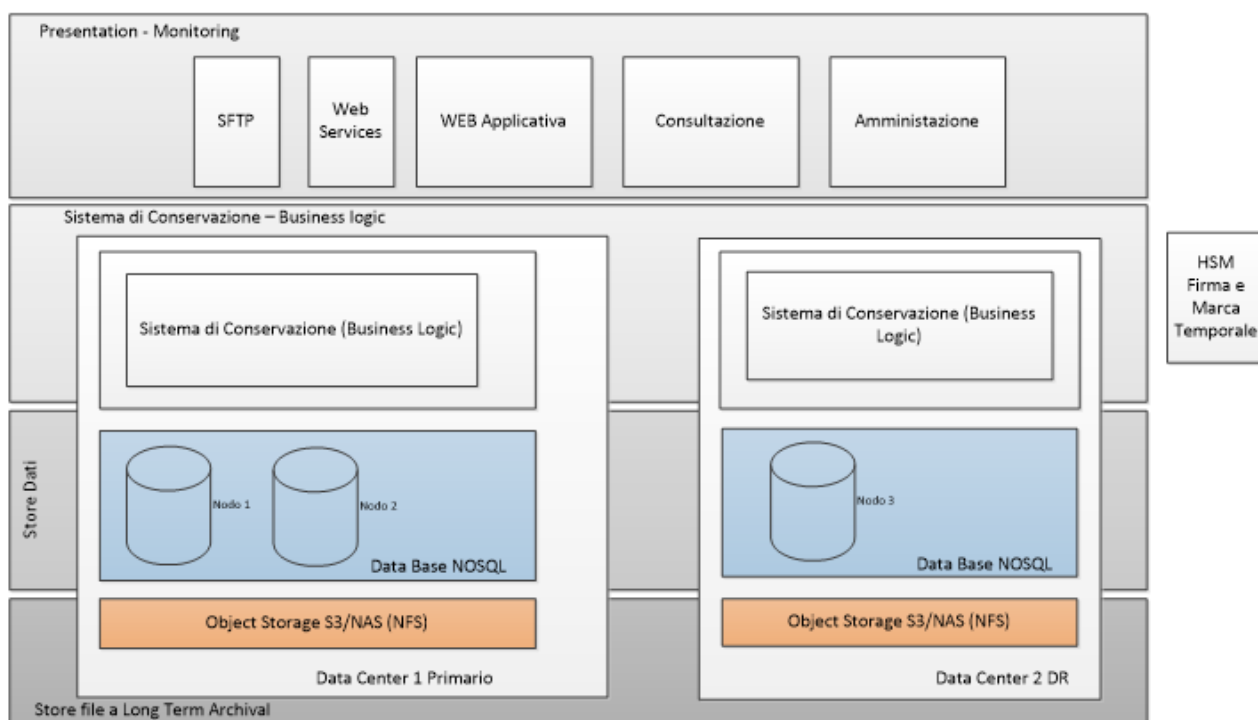 Presentation - Monitoring
SFTP
Web
Services
WEB Applicativa
Consultazione
Amministazione
Sistema di Conservazione – Business logic
Sistema di Conservazione (Business Logic)
Sistema di Conservazione (Business
Logic)
HSM
Firma e
Marca
Temporale
Store Dati
Nodo 1
Nodo 2
Data Base NOSQL
Nodo 3
Data Base NOSQL
Object Storage S3/NAS (NFS)
Object Storage S3/NAS (NFS)
Data Center 1 Primario
Data Center 2 DR
Store file a Long Term Archival